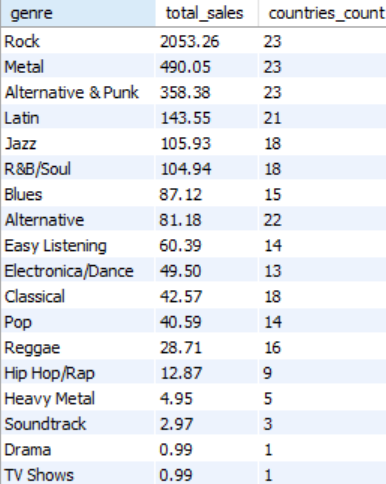 genre total_sales countries_count
Rock 2053.26 23
Metal 490.05 23
Alternative & Punk 358.38 23
Latin 143.55 21
Jazz 105.93 18
R&B/Soul 104.94 18
Blues 87.12 15
Alternative 81.18 22
Easy Listening 60.39 14
Electronica/Dance 49.50 13
Classical 42.57 18
Pop 40.59 14
Reggae 28.71 16
Hip Hop/Rap 12.87 9
Heavy Metal 4.95 5
Soundtrack 2.97 3
Drama 0.99 1
TV Shows 0.99 1